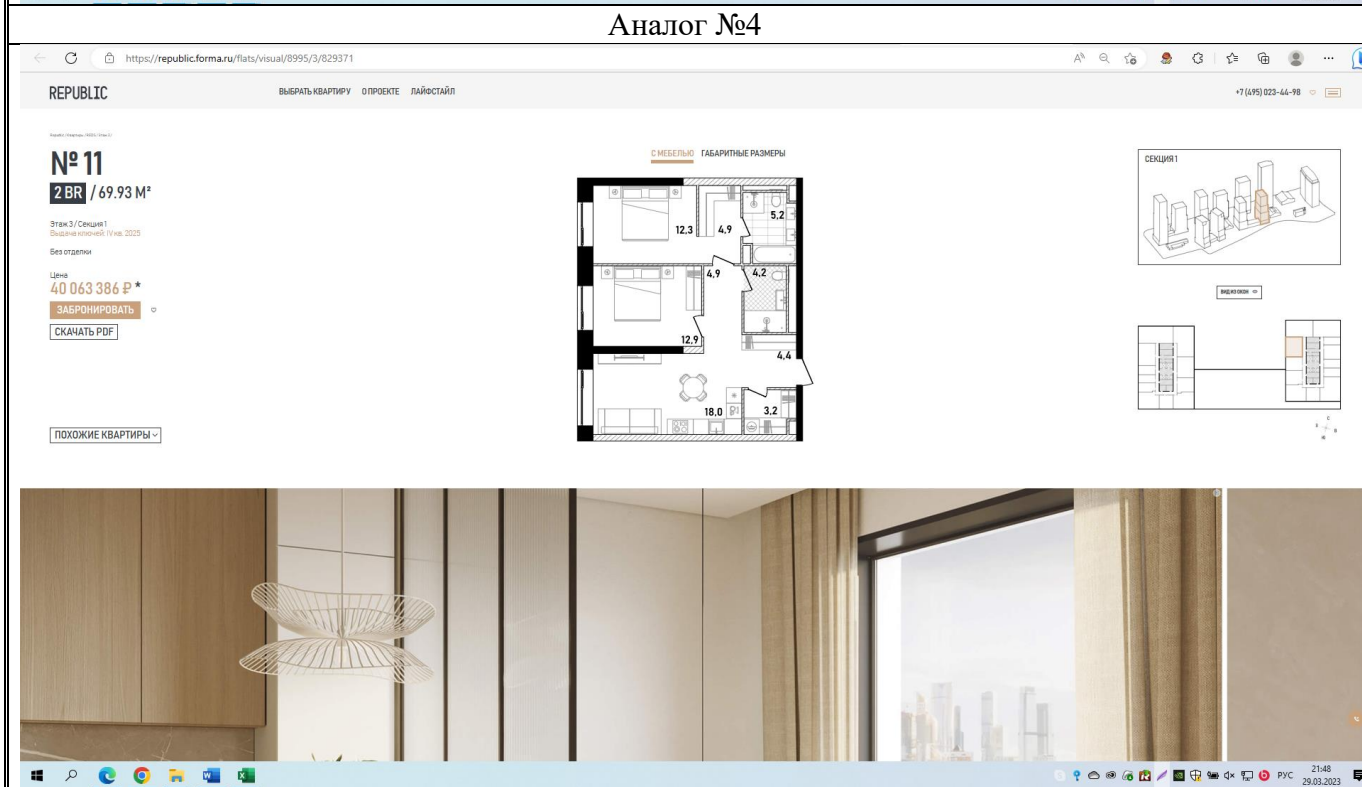 Аналог №4
https://republic.forma.ru/flats/visual/8995/3/829371
REPUBLIC
ВЫБРАТЬ КВАРТИРУ О ПРОЕКТЕ ЛАЙФСТАЙЛ
+7 (495) 023-44-98
№ 11
2 BR / 69.93 М²
Этаж 3 / Секция 1
Выдача ключей: IV кв. 2025
Без отделки
Цена
40 063 386 ₽ *
ЗАБРОНИРОВАТЬ
СКАЧАТЬ PDF
ПОХОЖИЕ КВАРТИРЫ
С МЕБЕЛЬЮ ГАБАРИТНЫЕ РАЗМЕРЫ
12,3 4,9 5,2
4,9 4,2
12,9
4,4
18,0 3,2
СЕКЦИЯ 1
ВИД ИЗ ОКОН
РУС
21:48
29.03.2023